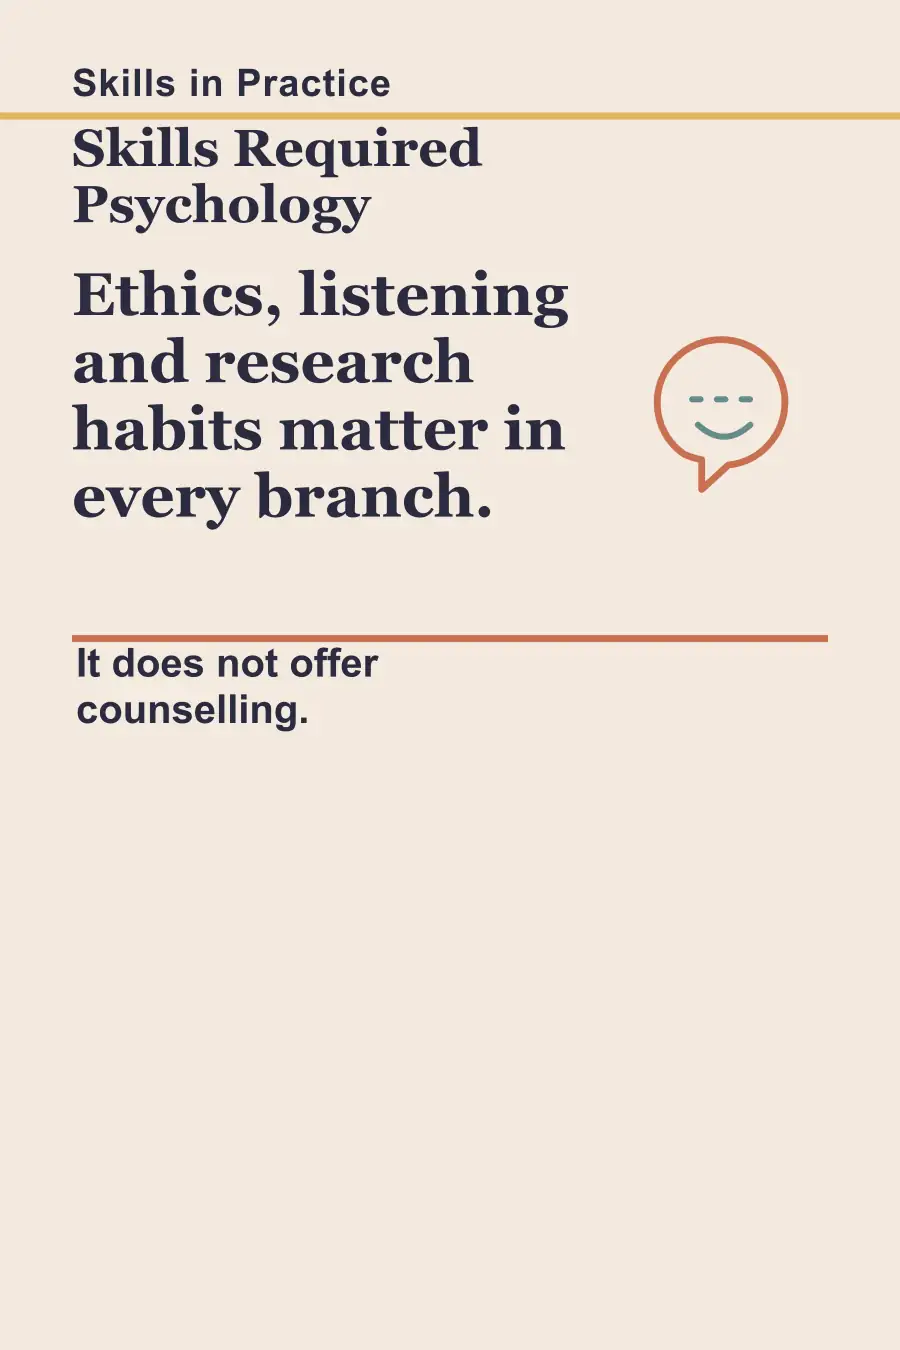 Skills in Practice
Skills Required
Psychology
Ethics, listening
and research
habits matter in
every branch.
It does not offer
counselling.